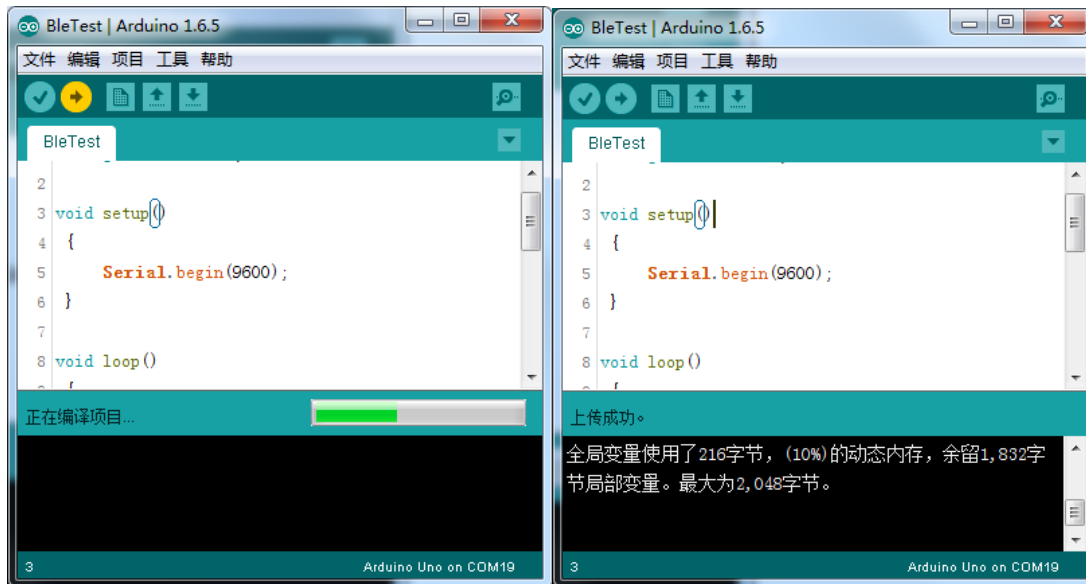 BleTest | Arduino 1.6.5
文件 编辑 项目 工具 帮助
BleTest
2
3 void setup()
4 {
5 Serial.begin(9600);
6 }
7
8 void loop()
正在编译项目...
3 Arduino Uno on COM19
BleTest | Arduino 1.6.5
文件 编辑 项目 工具 帮助
BleTest
2
3 void setup()
4 {
5 Serial.begin(9600);
6 }
7
8 void loop()
上传成功。
全局变量使用了216字节，(10%)的动态内存，余留1,832字
节局部变量。最大为2,048字节。
3 Arduino Uno on COM19